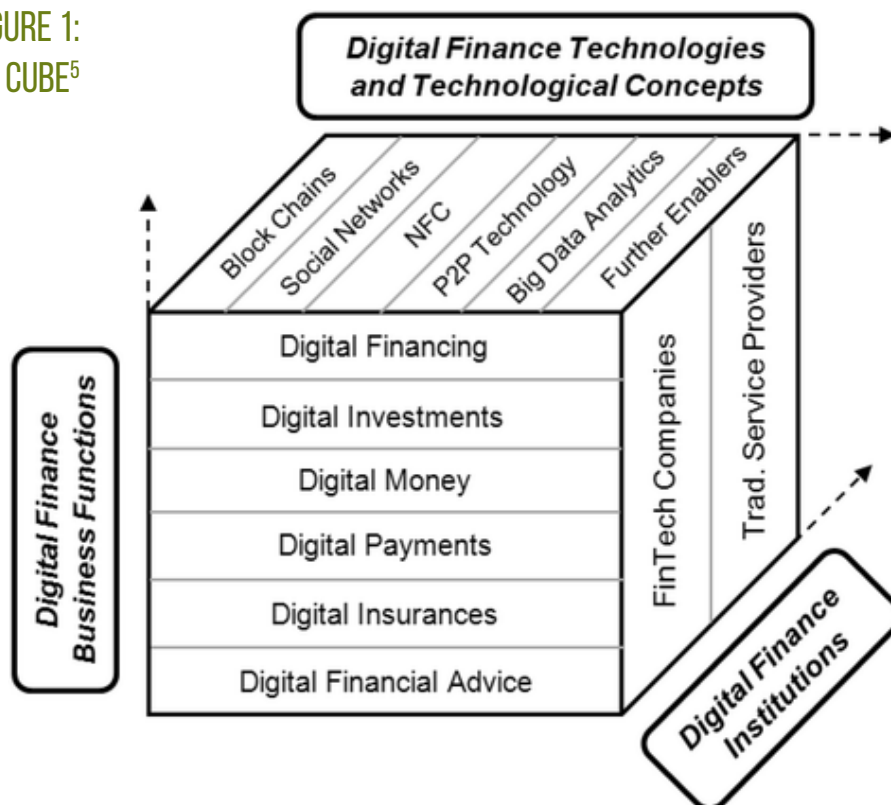 GURE 1:
CUBE⁵
Digital Finance Technologies
and Technological Concepts
Block Chains
Social Networks
NFC
P2P Technology
Big Data Analytics
Further Enablers
Digital Finance
Business Functions
Digital Financing
Digital Investments
Digital Money
Digital Payments
Digital Insurances
Digital Financial Advice
FinTech Companies
Trad. Service Providers
Digital Finance
Institutions